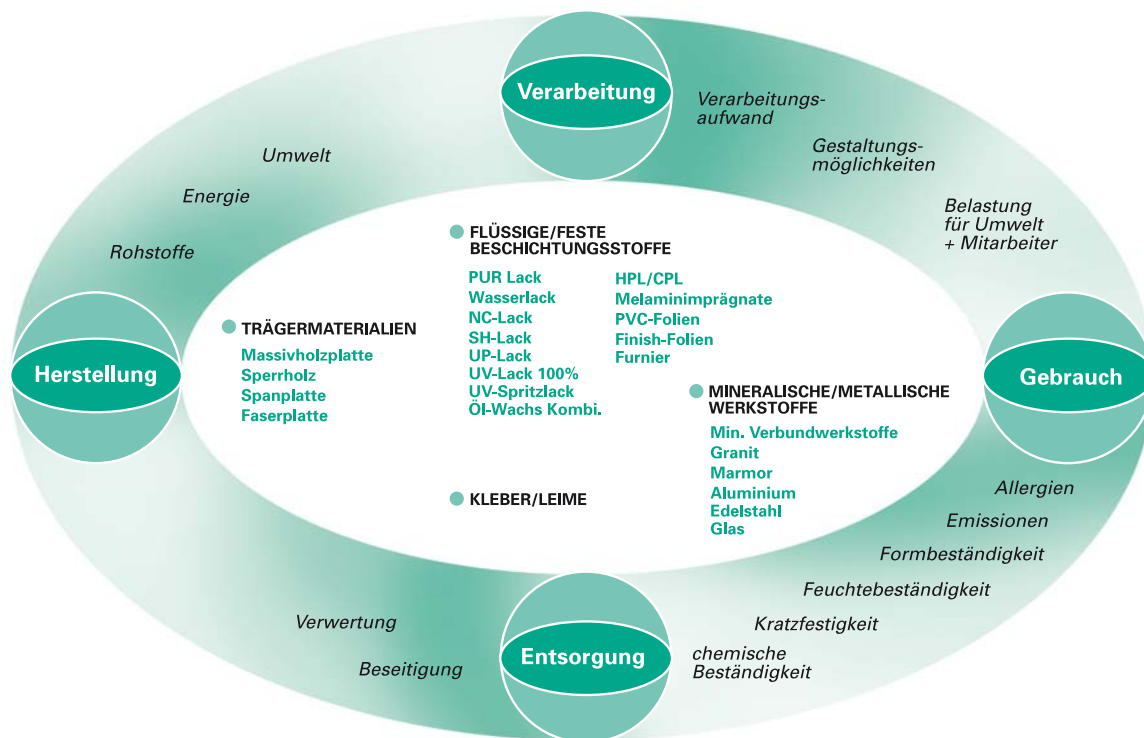 Verarbeitung
Verarbeitungs-
aufwand
Gestaltungs-
möglichkeiten
Belastung
für Umwelt
+ Mitarbeiter
Umwelt
Energie
Rohstoffe
Herstellung
TRÄGERMATERIALIEN
Massivholzplatte
Sperrholz
Spanplatte
Faserplatte
FLÜSSIGE/FESTE
BESCHICHTUNGSSTOFFE
PUR Lack
Wasserlack
NC-Lack
SH-Lack
UP-Lack
UV-Lack 100%
UV-Spritzlack
Öl-Wachs Kombi.
HPL/CPL
Melaminimprägnate
PVC-Folien
Finish-Folien
Furnier
MINERALISCHE/METALLISCHE
WERKSTOFFE
Min. Verbundwerkstoffe
Granit
Marmor
Aluminium
Edelstahl
Glas
KLEBER/LEIME
Gebrauch
Allergien
Emissionen
Formbeständigkeit
Feuchtebeständigkeit
Kratzfestigkeit
chemische
Beständigkeit
Entsorgung
Verwertung
Beseitigung